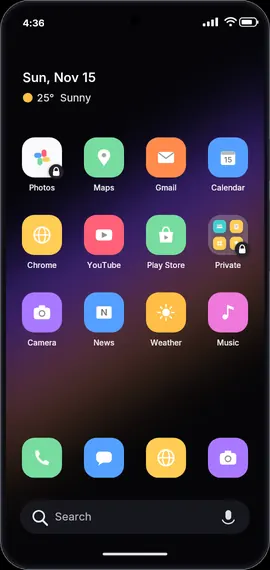 4:36
Sun, Nov 15
25° Sunny
15
Photos Maps Gmail Calendar
Chrome YouTube Play Store Private
N
Camera News Weather Music
Search